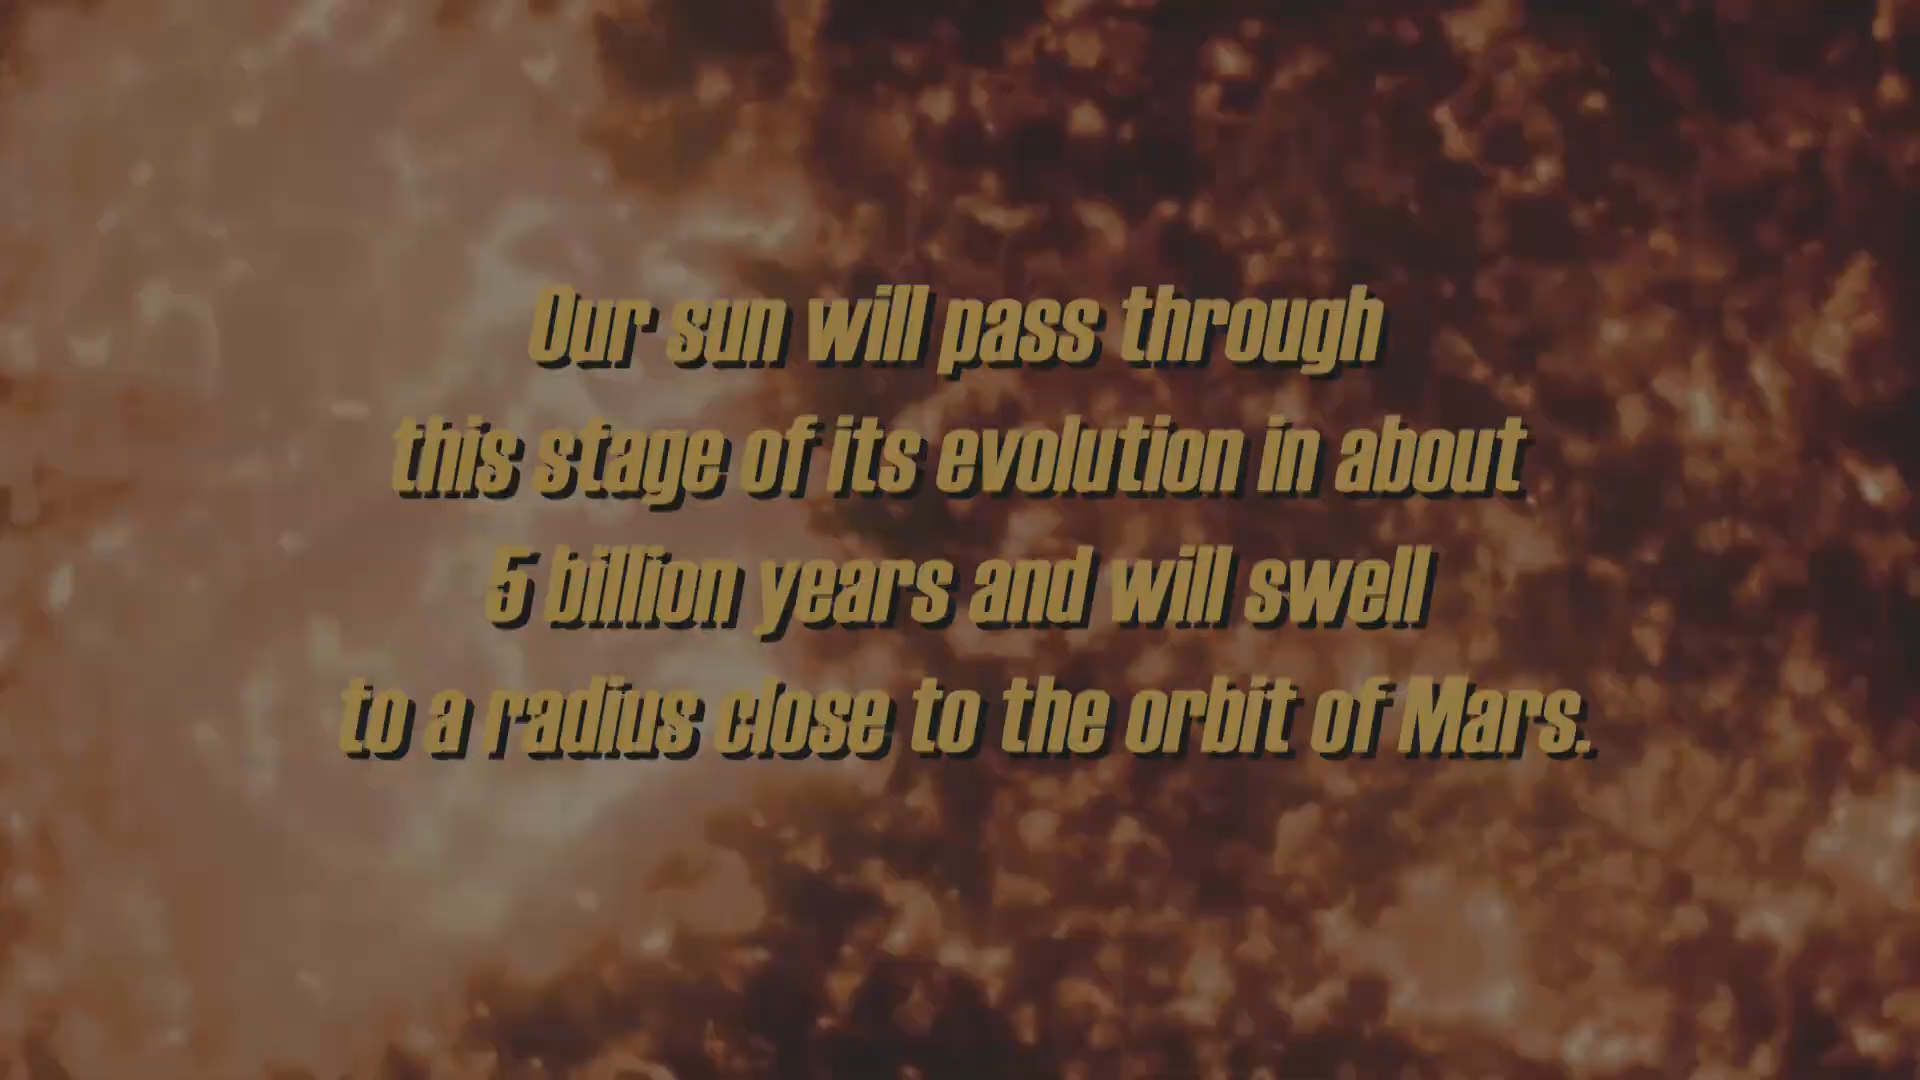 Our sun will pass through
this stage of its evolution in about
5 billion years and will swell
to a radius close to the orbit of Mars.